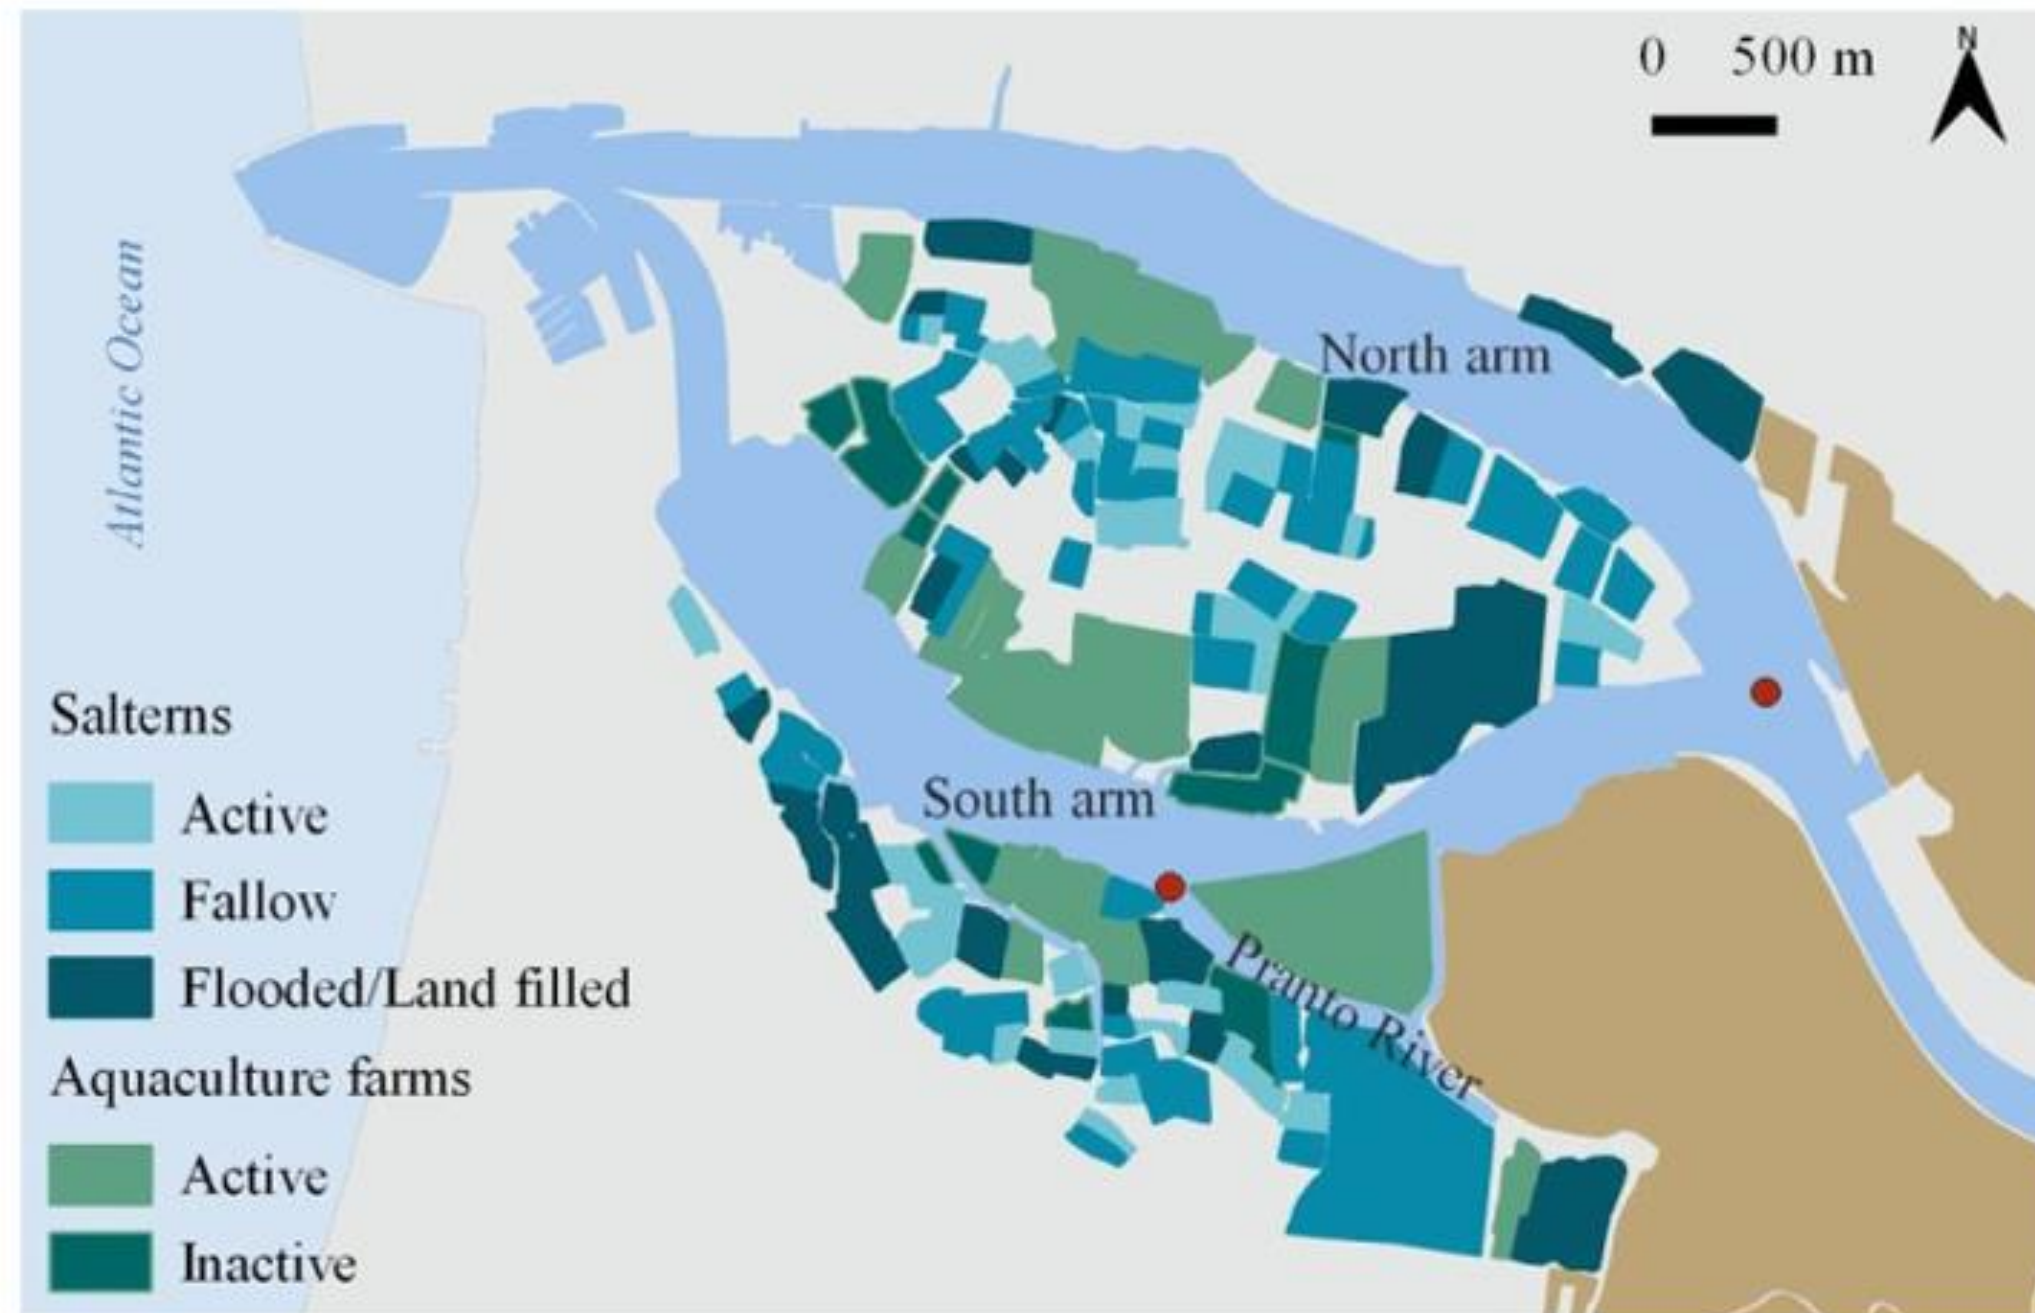 0 500 m
N
Atlantic Ocean
North arm
South arm
Pranto River
Salterns
Active
Fallow
Flooded/Land filled
Aquaculture farms
Active
Inactive